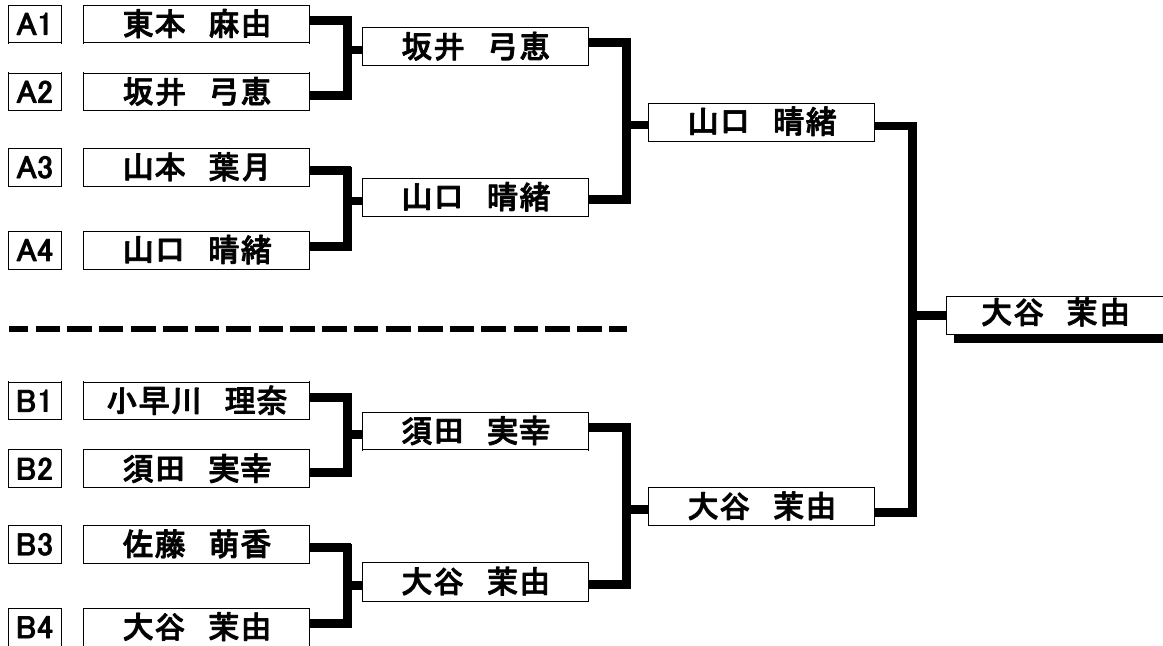 A1 東本　麻由
坂井　弓恵
A2 坂井　弓恵
山口　晴緒
A3 山本　葉月
山口　晴緒
A4 山口　晴緒
大谷　茉由
B1 小早川　理奈
須田　実幸
B2 須田　実幸
大谷　茉由
B3 佐藤　萌香
大谷　茉由
B4 大谷　茉由